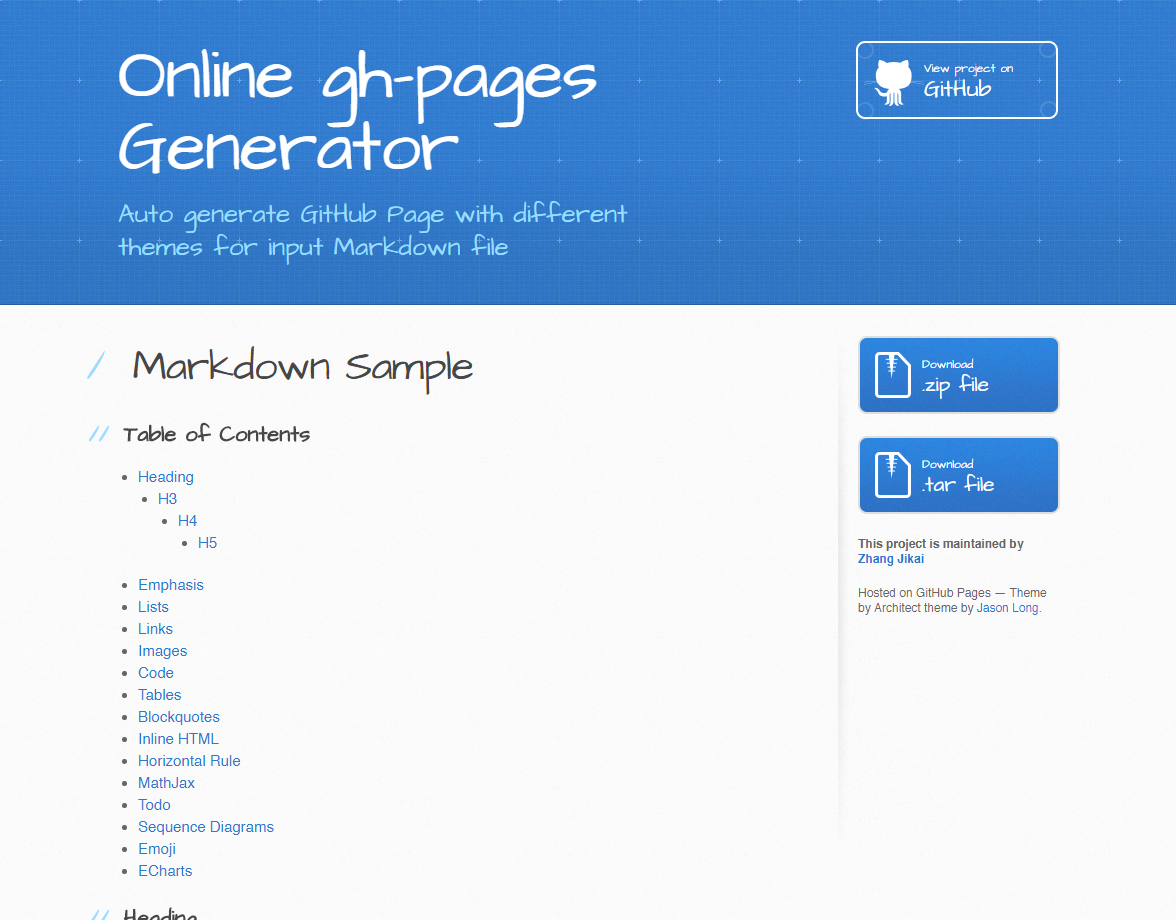 Online gh-pages
Generator
Auto generate GitHub Page with different
themes for input Markdown file
View project on
GitHub
Markdown Sample
Table of Contents
Heading
H3
H4
H5
Emphasis
Lists
Links
Images
Code
Tables
Blockquotes
Inline HTML
Horizontal Rule
MathJax
Todo
Sequence Diagrams
Emoji
ECharts
Heading
Download
.zip file
Download
.tar file
This project is maintained by
Zhang Jikai
Hosted on GitHub Pages — Theme
by Architect theme by Jason Long.